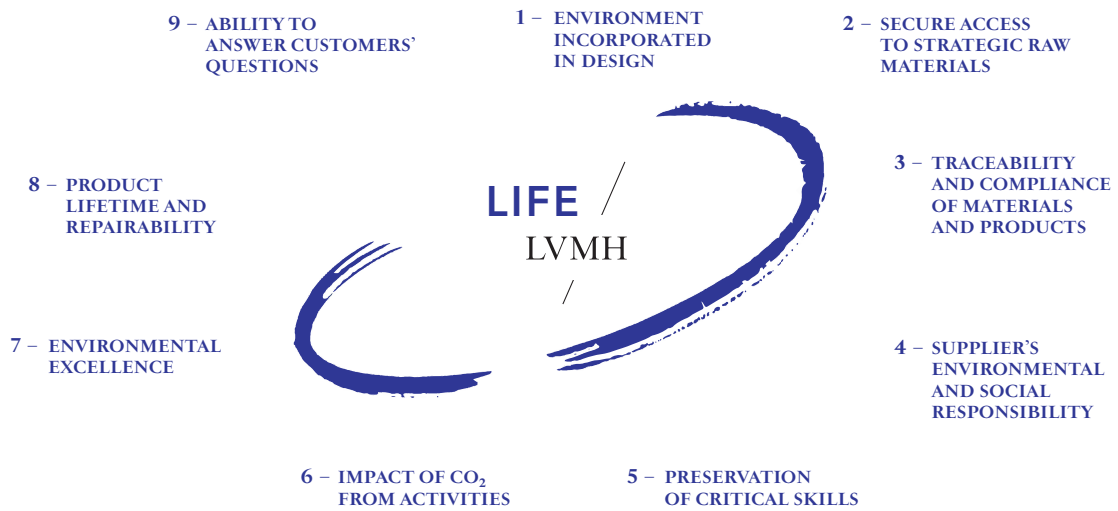 1 – ENVIRONMENT
INCORPORATED
IN DESIGN
2 – SECURE ACCESS
TO STRATEGIC RAW
MATERIALS
3 – TRACEABILITY
AND COMPLIANCE
OF MATERIALS
AND PRODUCTS
4 – SUPPLIER’S
ENVIRONMENTAL
AND SOCIAL
RESPONSIBILITY
5 – PRESERVATION
OF CRITICAL SKILLS
6 – IMPACT OF CO₂
FROM ACTIVITIES
7 – ENVIRONMENTAL
EXCELLENCE
8 – PRODUCT
LIFETIME AND
REPAIRABILITY
9 – ABILITY TO
ANSWER CUSTOMERS’
QUESTIONS
LIFE
LVMH